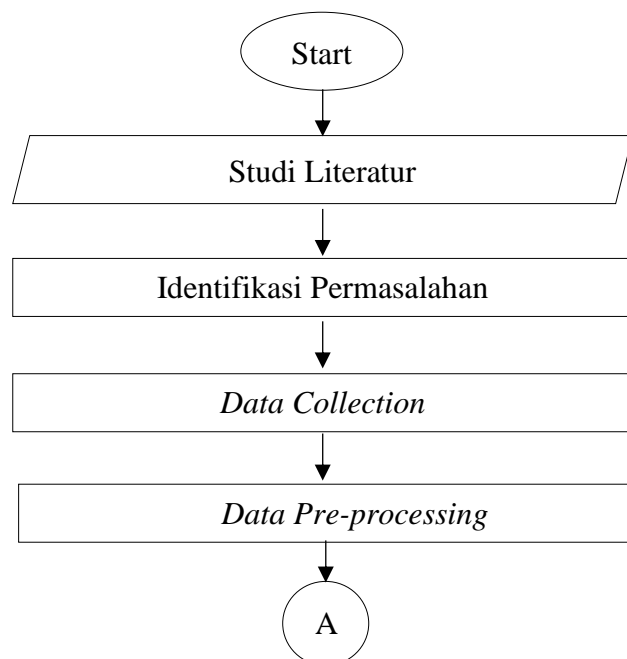 Start
Studi Literatur
Identifikasi Permasalahan
Data Collection
Data Pre-processing
A